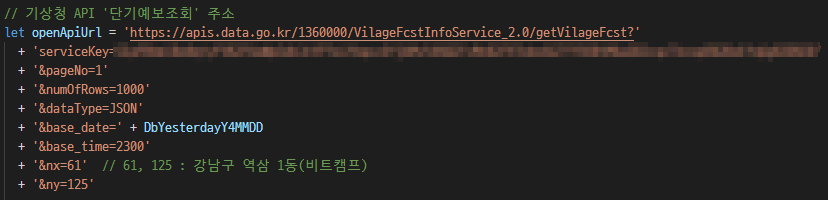 // 기상청 API '단기예보조회' 주소
let openApiUrl = 'https://apis.data.go.kr/1360000/VilageFcstInfoService_2.0/getVilageFcst?'
+ 'serviceKey=
+ '&pageNo=1'
+ '&numOfRows=1000'
+ '&dataType=JSON'
+ '&base_date=' + DbYesterdayY4MMDD
+ '&base_time=2300'
+ '&nx=61'  // 61, 125 : 강남구 역삼 1동(비트캠프)
+ '&ny=125'